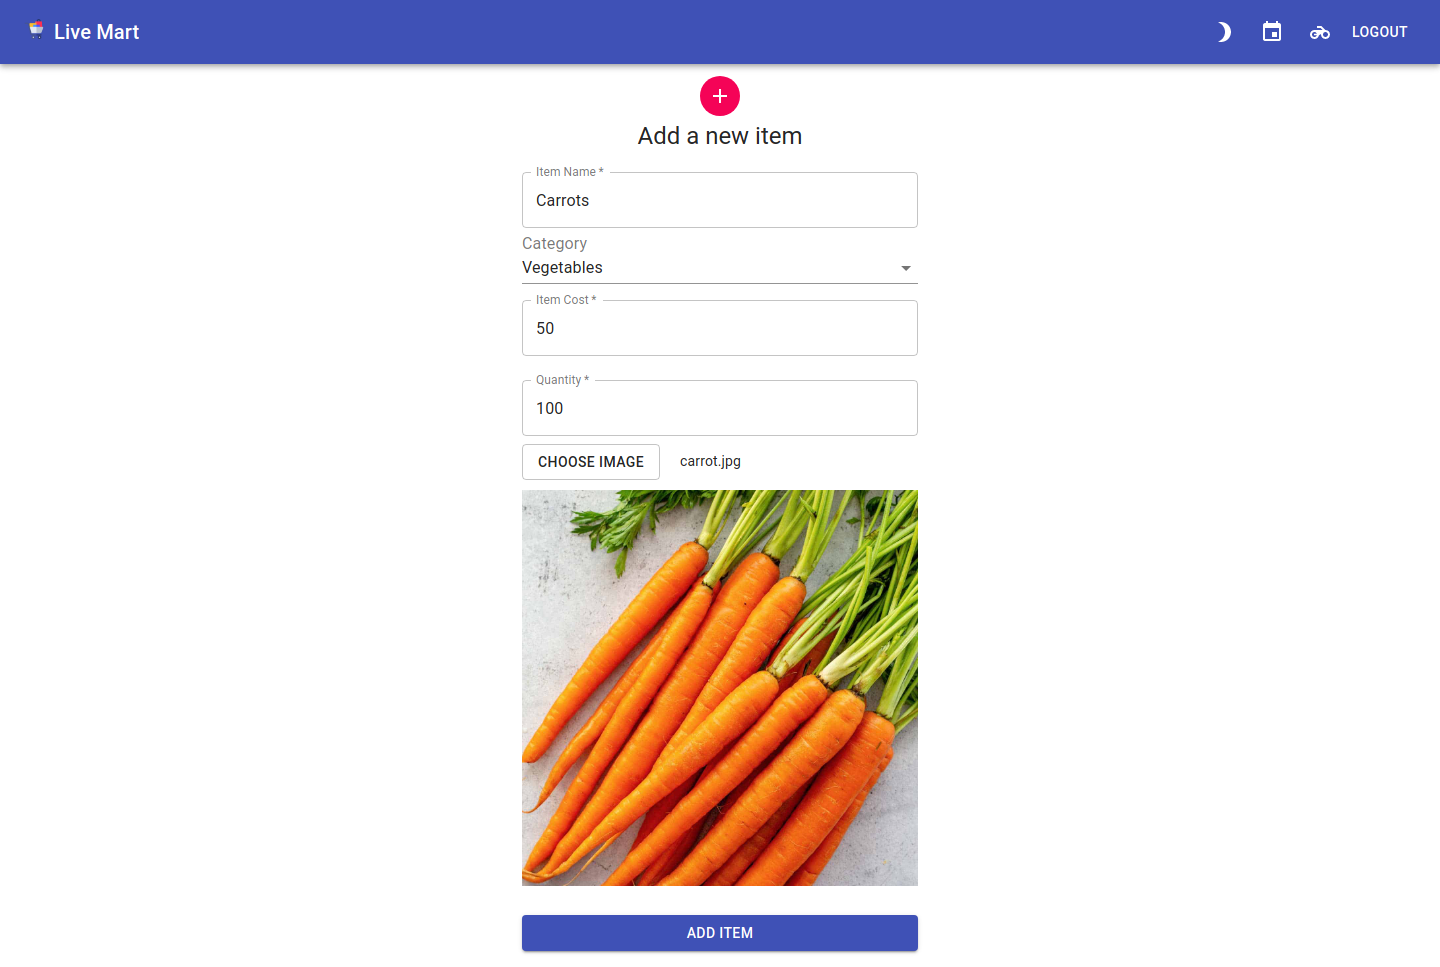 Live Mart
LOGOUT
Add a new item
Item Name *
Carrots
Category
Vegetables
Item Cost *
50
Quantity *
100
CHOOSE IMAGE carrot.jpg
ADD ITEM